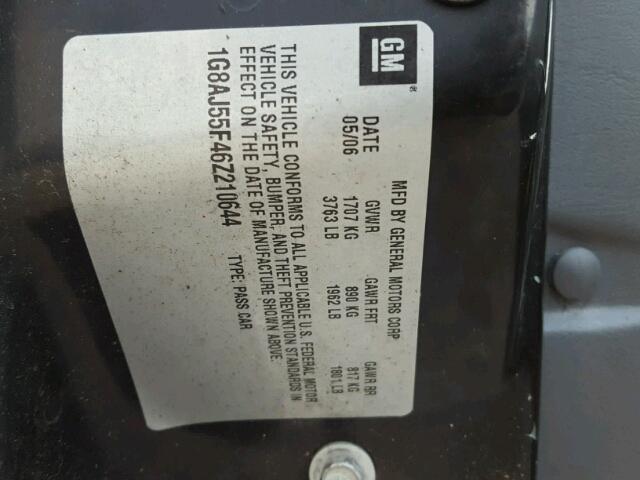 GM
MFD BY GENERAL MOTORS CORP
DATE GVWR GAWR FRT GAWR RR
05/06 1707 KG 890 KG 817 KG
3763 LB 1962 LB 1801 LB
THIS VEHICLE CONFORMS TO ALL APPLICABLE U.S. FEDERAL MOTOR
VEHICLE SAFETY, BUMPER, AND THEFT PREVENTION STANDARDS IN
EFFECT ON THE DATE OF MANUFACTURE SHOWN ABOVE.
1G8AJ55F46Z210644 TYPE: PASS CAR